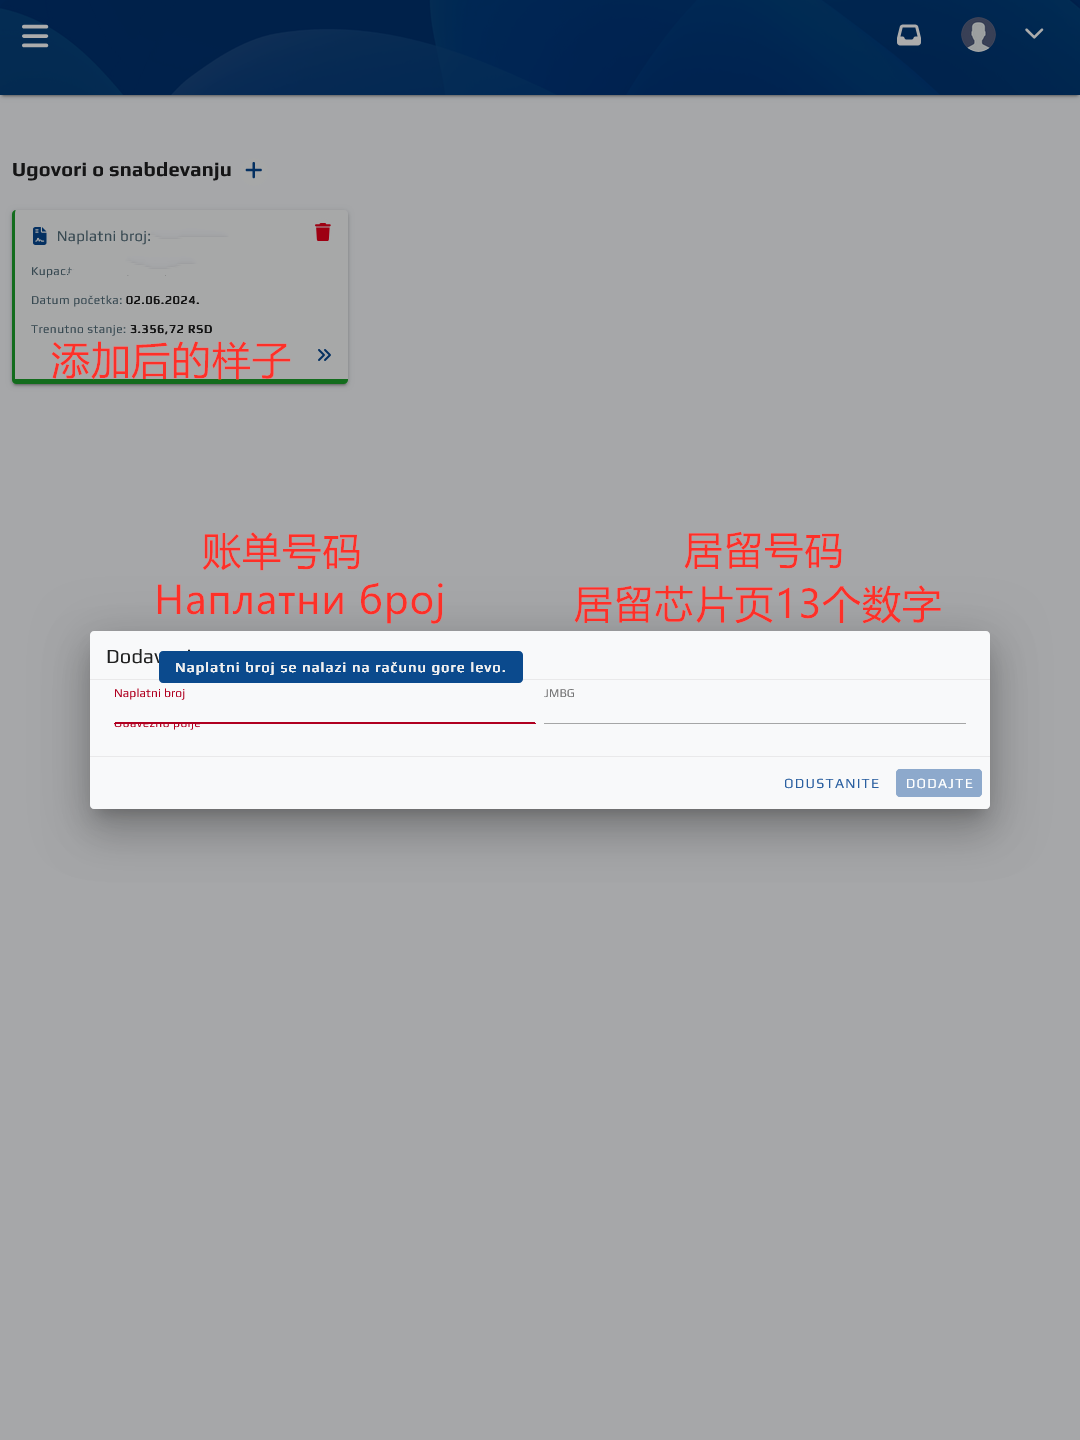 Ugovori o snabdevanju +
Naplatni broj:
Kupac:
Datum početka: 02.06.2024.
Trenutno stanje: 3.356,72 RSD
添加后的样子
账单号码
Наплатни број
居留号码
居留芯片页13个数字
Naplatni broj se nalazi na računu gore levo.
Naplatni broj
JMBG
Obavezno polje
ODUSTANITE
DODAJTE